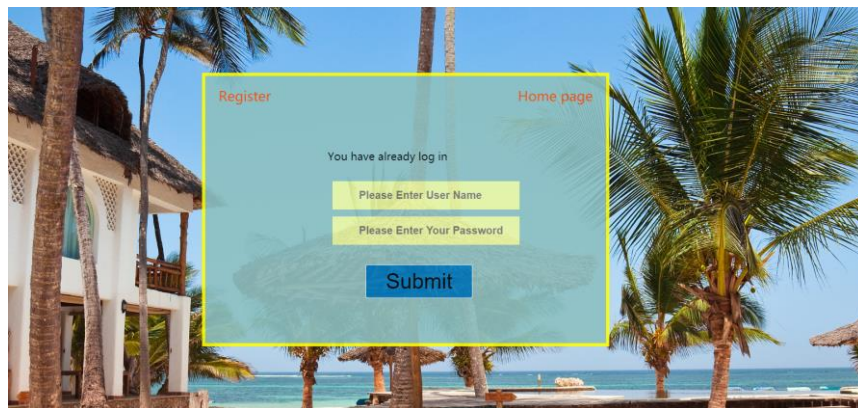 Register Home page
You have already log in
Please Enter User Name
Please Enter Your Password
Submit